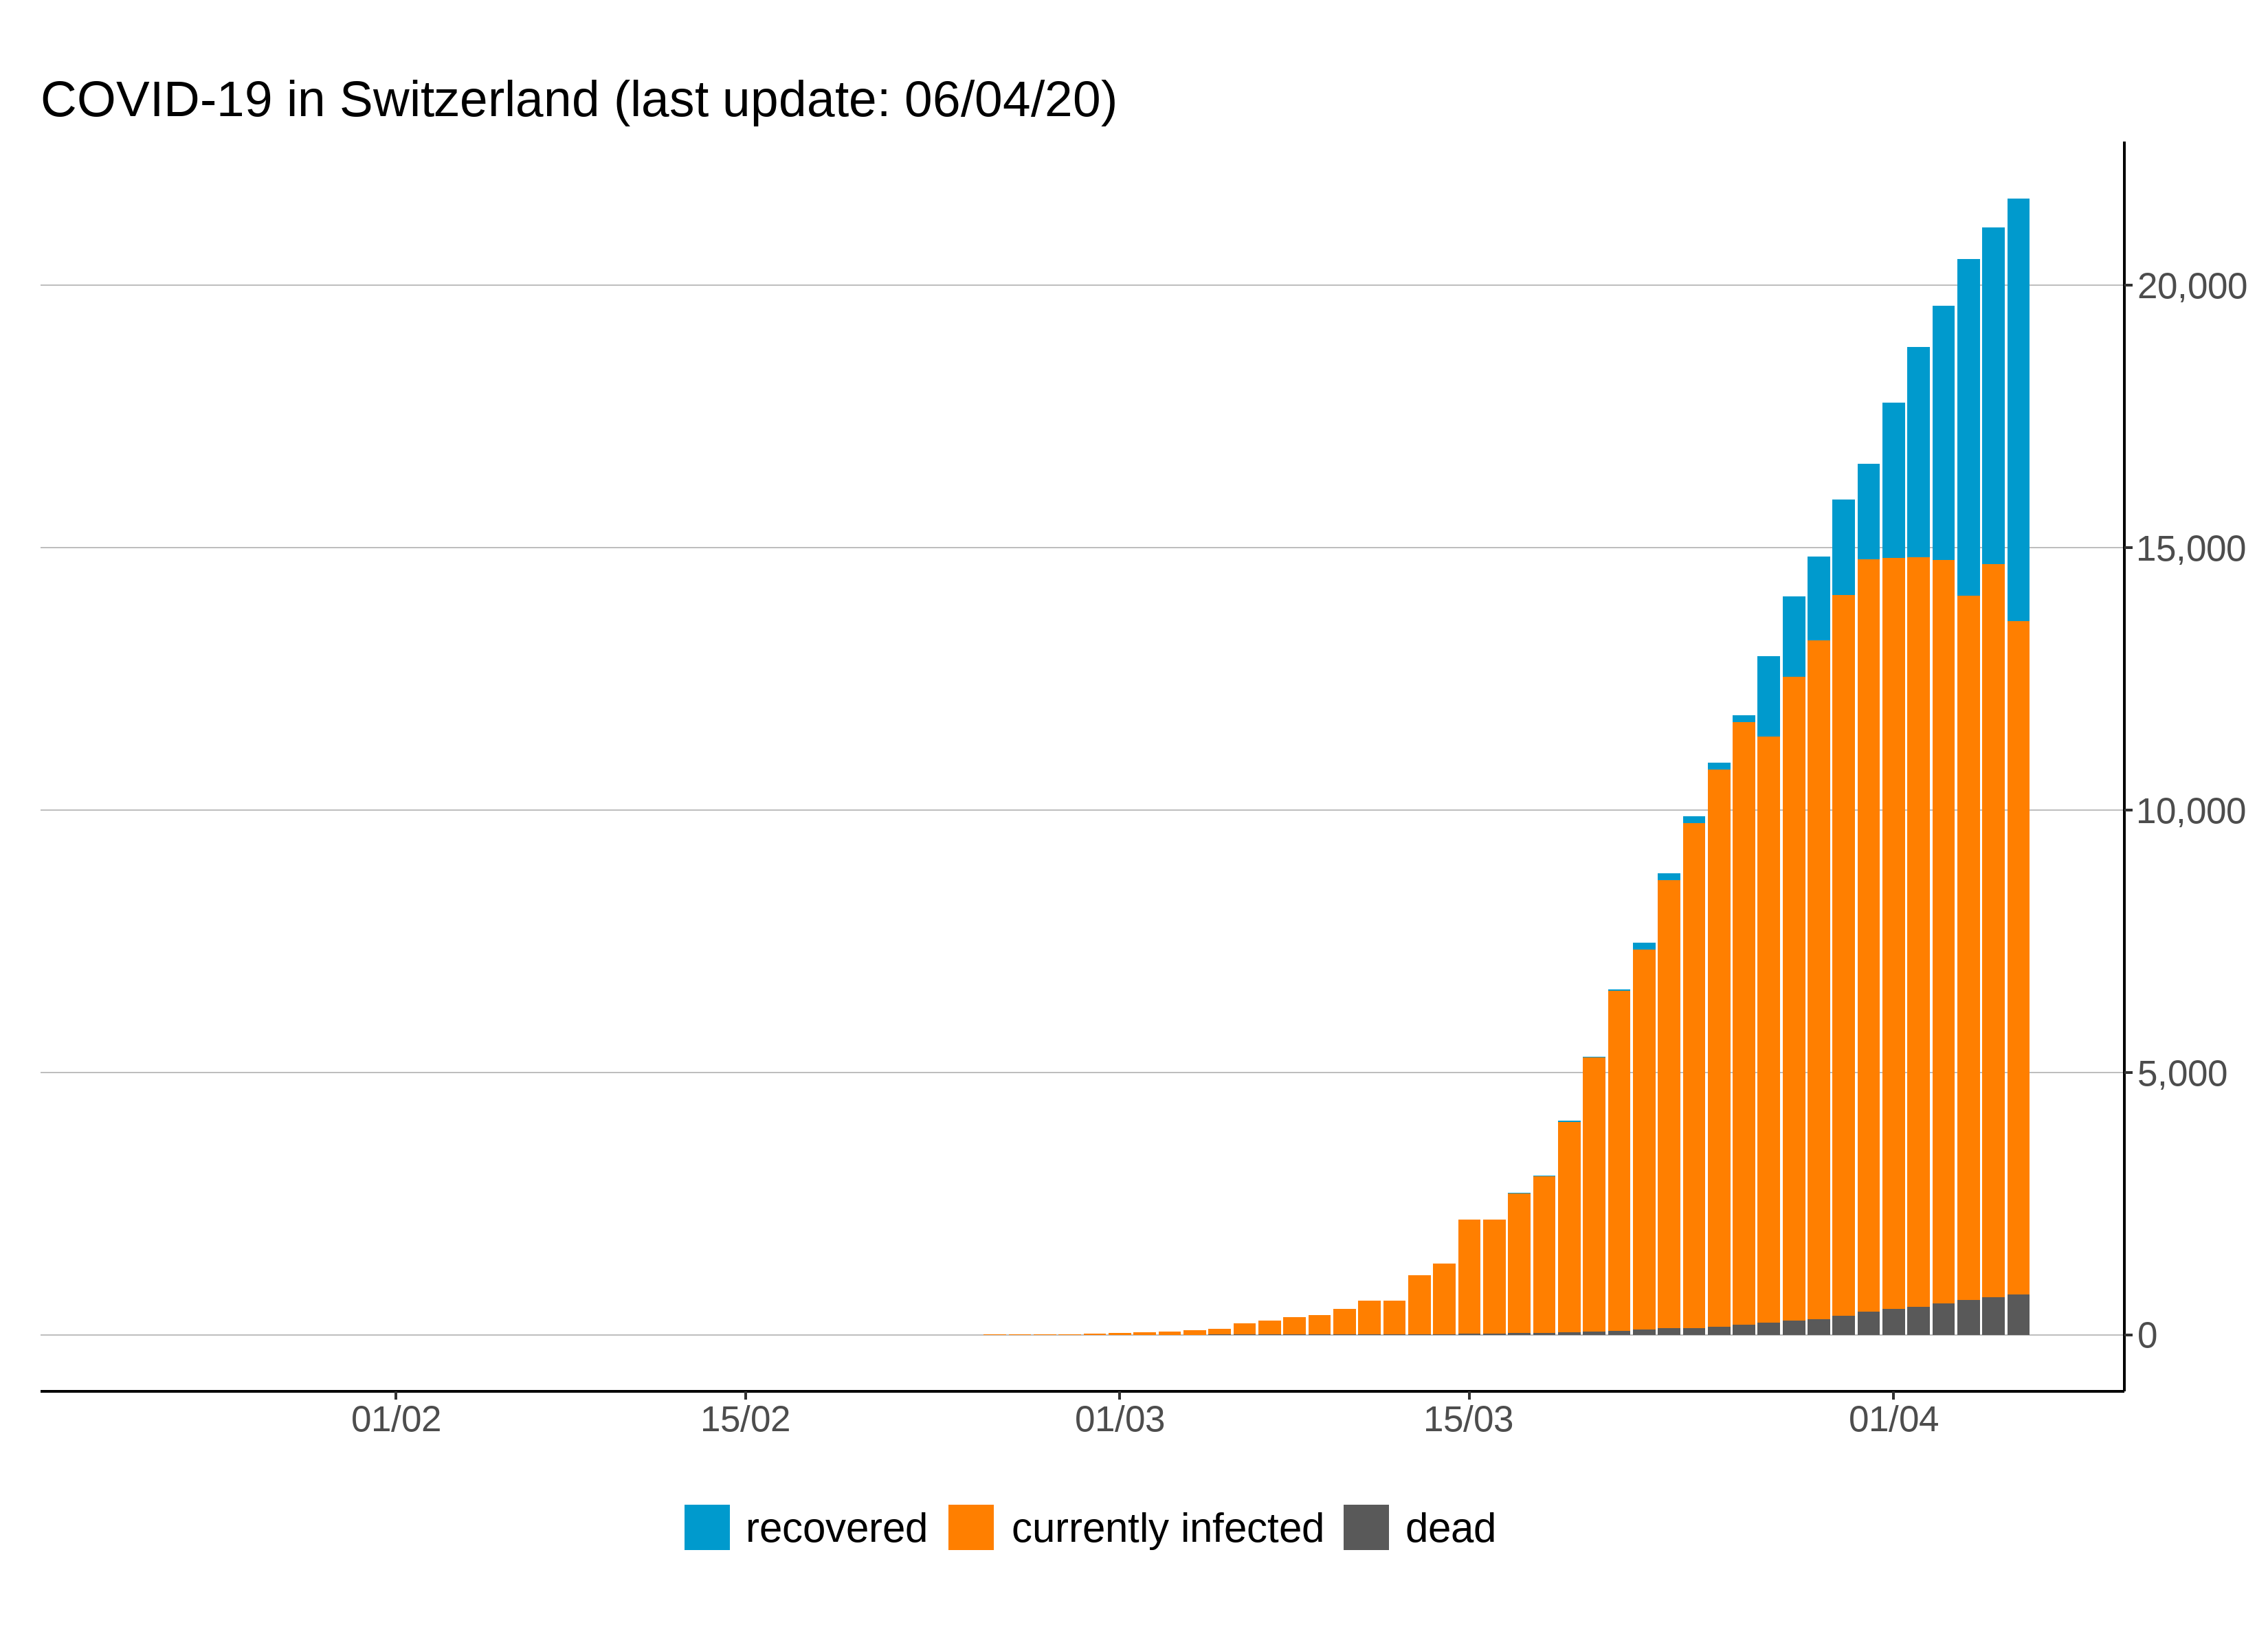 COVID-19 in Switzerland (last update: 06/04/20)
20,000
15,000
10,000
5,000
0
01/02 15/02 01/03 15/03 01/04
recovered currently infected dead